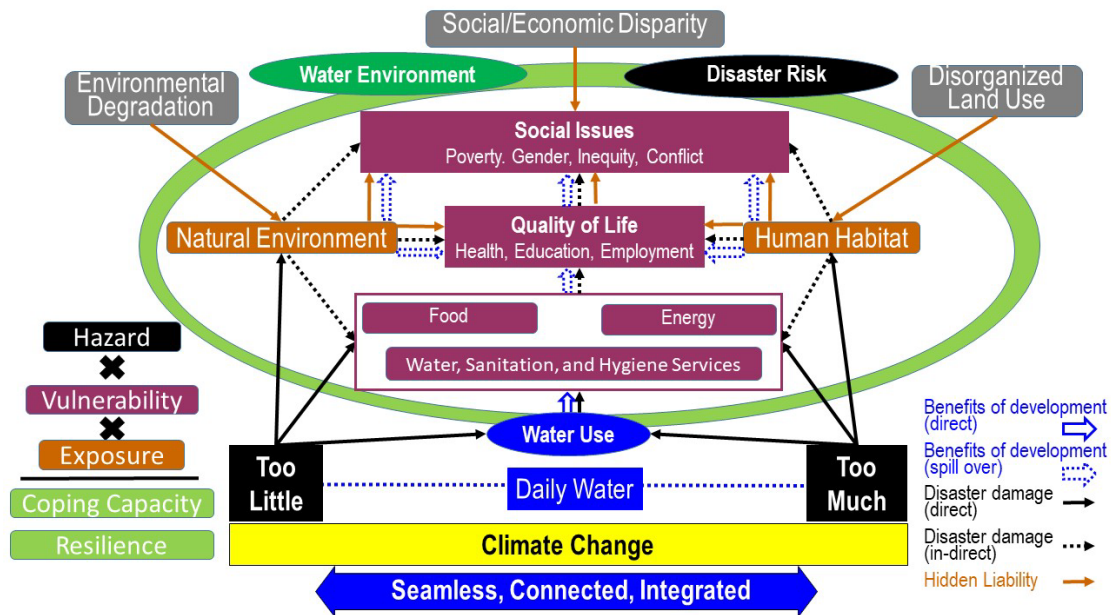 Social/Economic Disparity
Water Environment
Disaster Risk
Environmental
Degradation
Disorganized
Land Use
Social Issues
Poverty. Gender, Inequity, Conflict
Natural Environment
Quality of Life
Health, Education, Employment
Human Habitat
Food
Energy
Water, Sanitation, and Hygiene Services
Hazard
Vulnerability
Exposure
Coping Capacity
Resilience
Water Use
Too
Little
Daily Water
Too
Much
Climate Change
Seamless, Connected, Integrated
Benefits of development
(direct)
Benefits of development
(spill over)
Disaster damage
(direct)
Disaster damage
(in-direct)
Hidden Liability